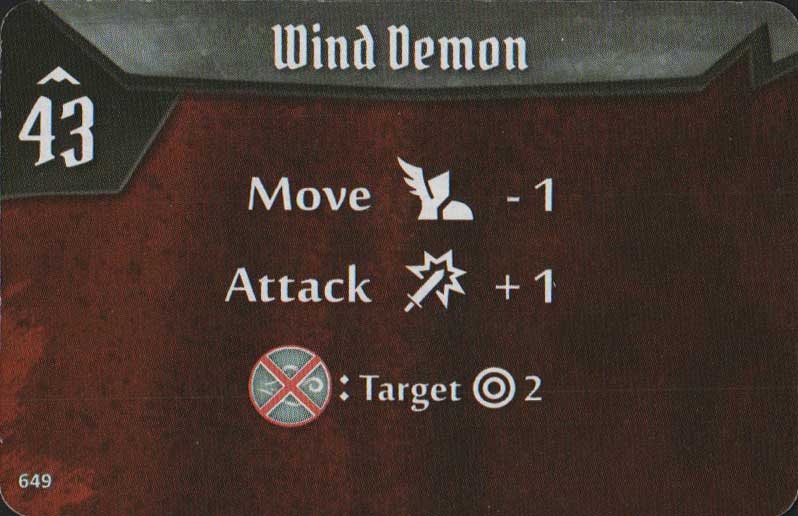 Wind Demon
43
Move - 1
Attack + 1
: Target 2
649